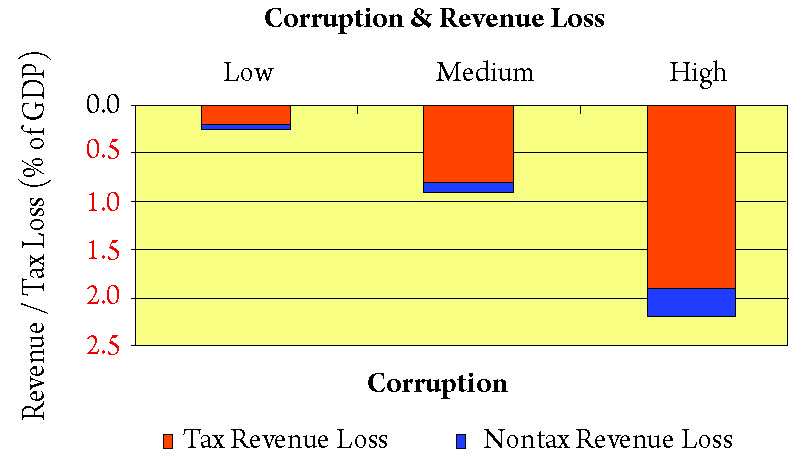 Corruption & Revenue Loss
Low Medium High
Revenue / Tax Loss (% of GDP)
0.0
0.5
1.0
1.5
2.0
2.5
Corruption
Tax Revenue Loss Nontax Revenue Loss